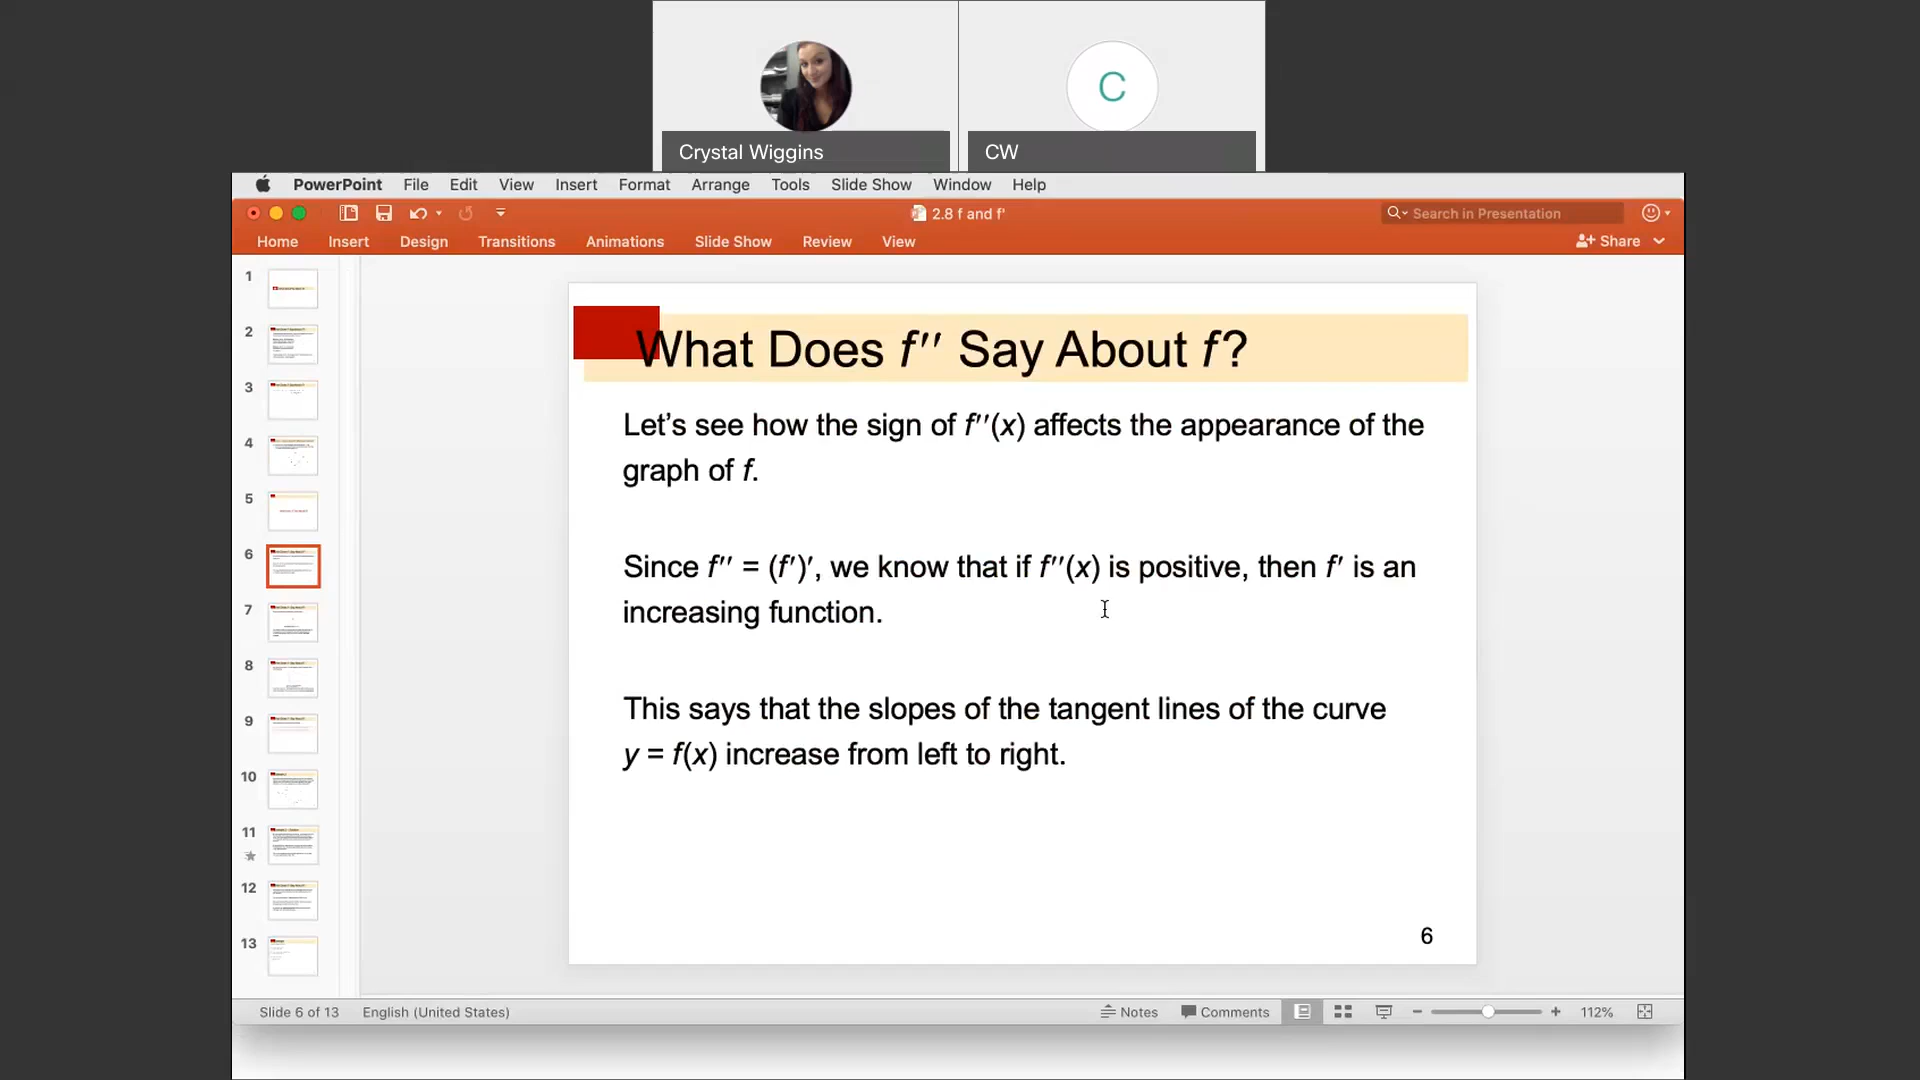 C
Crystal Wiggins
CW
PowerPoint File Edit View Insert Format Arrange Tools Slide Show Window Help
2.8 f and f'
Search in Presentation
Home Insert Design Transitions Animations Slide Show Review View
Share
1
2
3
4
5
6
7
8
9
10
11
12
13
What Does f″ Say About f?
Let’s see how the sign of f″(x) affects the appearance of the
graph of f.
Since f″ = (f′)′, we know that if f″(x) is positive, then f′ is an
increasing function.
This says that the slopes of the tangent lines of the curve
y = f(x) increase from left to right.
6
Slide 6 of 13 English (United States)
Notes Comments 112%